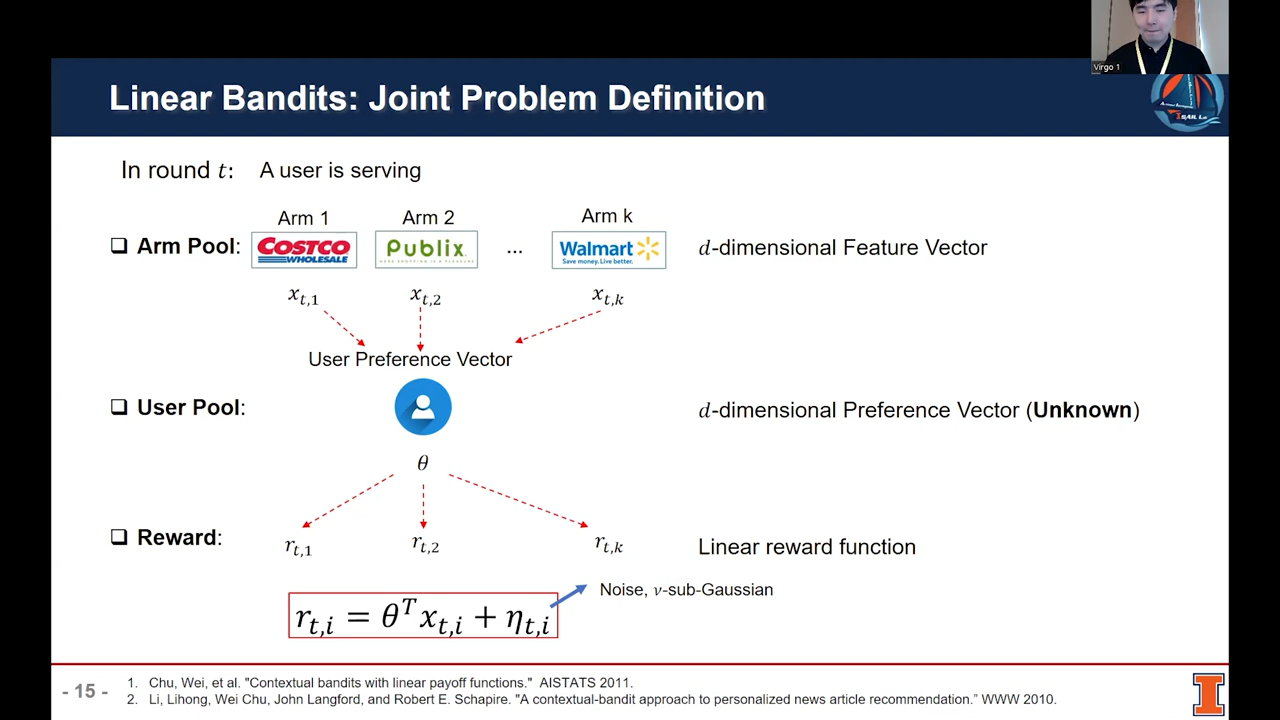 Virgo 1
Linear Bandits: Joint Problem Definition
In round t: A user is serving
Arm 1 Arm 2 Arm k
❑ Arm Pool: COSTCO WHOLESALE Publix. ... Walmart Save money. Live better. d-dimensional Feature Vector
x_{t,1} x_{t,2} x_{t,k}
User Preference Vector
❑ User Pool: d-dimensional Preference Vector (Unknown)
θ
❑ Reward: r_{t,1} r_{t,2} r_{t,k} Linear reward function
Noise, ν-sub-Gaussian
r_{t,i} = θ^T x_{t,i} + η_{t,i}
1. Chu, Wei, et al. "Contextual bandits with linear payoff functions." AISTATS 2011.
- 15 -
2. Li, Lihong, Wei Chu, John Langford, and Robert E. Schapire. "A contextual-bandit approach to personalized news article recommendation.” WWW 2010.